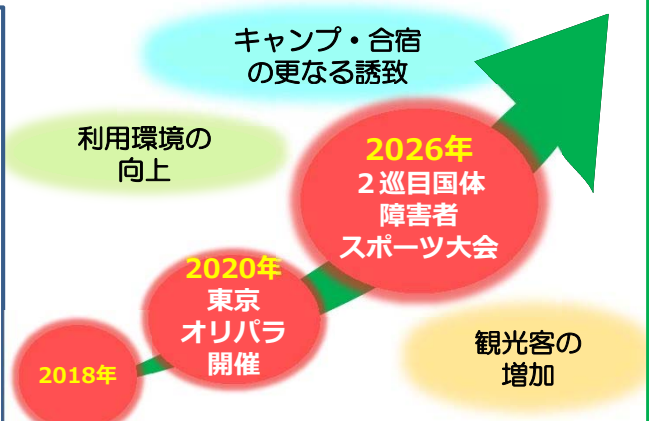 キャンプ・合宿
の更なる誘致
利用環境の
向上
2026年
２巡目国体
障害者
スポーツ大会
2020年
東京
オリパラ
開催
2018年
観光客の
増加